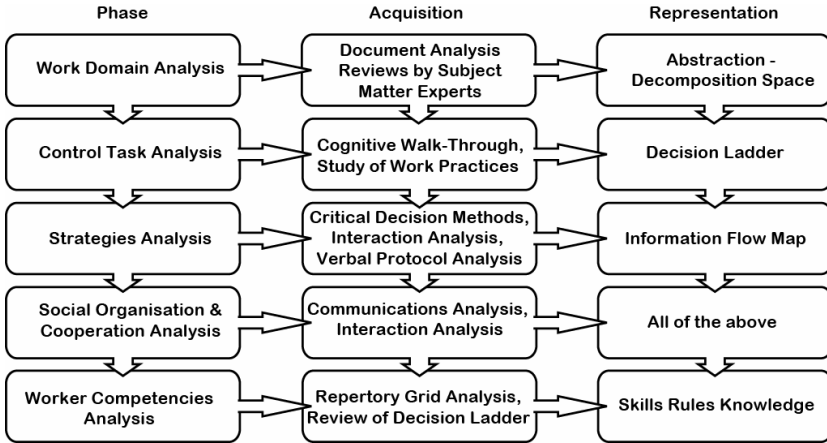 Phase
Acquisition
Representation
Work Domain Analysis
Document Analysis
Reviews by Subject
Matter Experts
Abstraction -
Decomposition Space
Control Task Analysis
Cognitive Walk-Through,
Study of Work Practices
Decision Ladder
Strategies Analysis
Critical Decision Methods,
Interaction Analysis,
Verbal Protocol Analysis
Information Flow Map
Social Organisation &
Cooperation Analysis
Communications Analysis,
Interaction Analysis
All of the above
Worker Competencies
Analysis
Repertory Grid Analysis,
Review of Decision Ladder
Skills Rules Knowledge